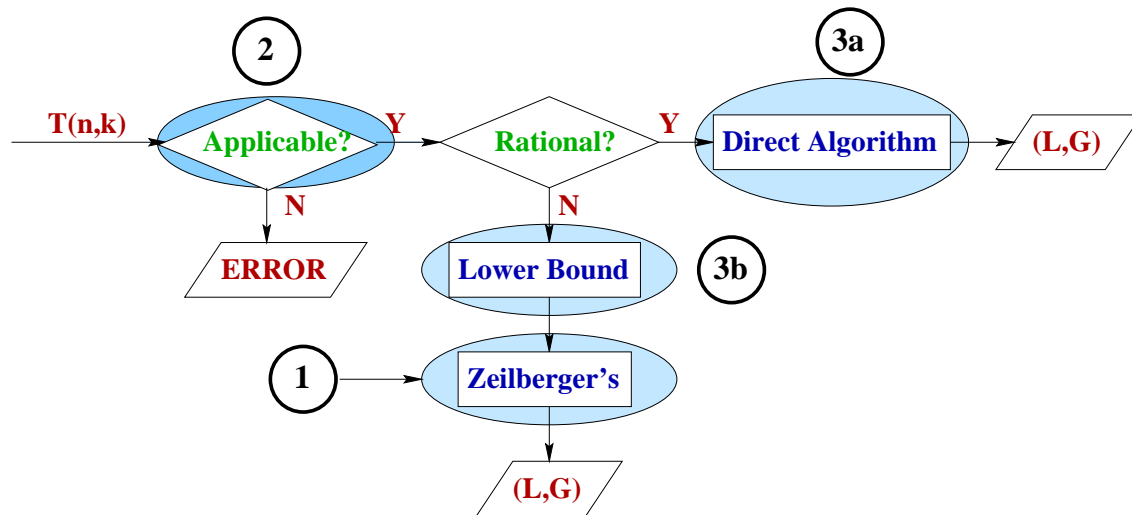 2
3a
T(n,k)
Applicable?
Y
Rational?
Y
Direct Algorithm
(L,G)
N
N
ERROR
Lower Bound
3b
1
Zeilberger's
(L,G)